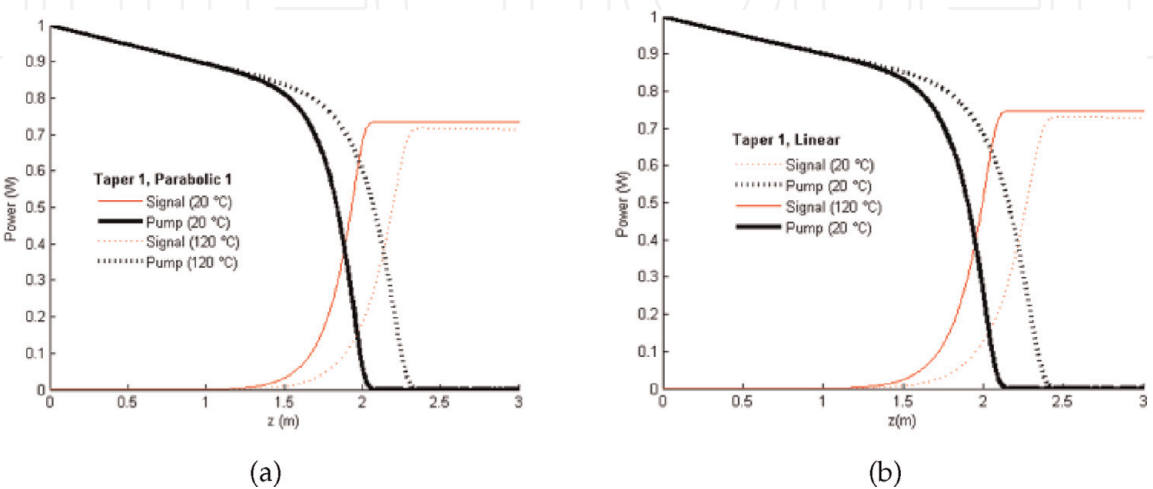 1
0.9
0.8
0.7
0.6
0.5
0.4
0.3
0.2
0.1
0
Power (W)
Taper 1, Parabolic 1
Signal (20 °C)
Pump (20 °C)
Signal (120 °C)
Pump (120 °C)
0 0.5 1 1.5 2 2.5 3
z (m)
(a)
1
0.9
0.8
0.7
0.6
0.5
0.4
0.3
0.2
0.1
0
Power (W)
Taper 1, Linear
Signal (20 °C)
Pump (20 °C)
Signal (120 °C)
Pump (20 °C)
0 0.5 1 1.5 2 2.5 3
z(m)
(b)